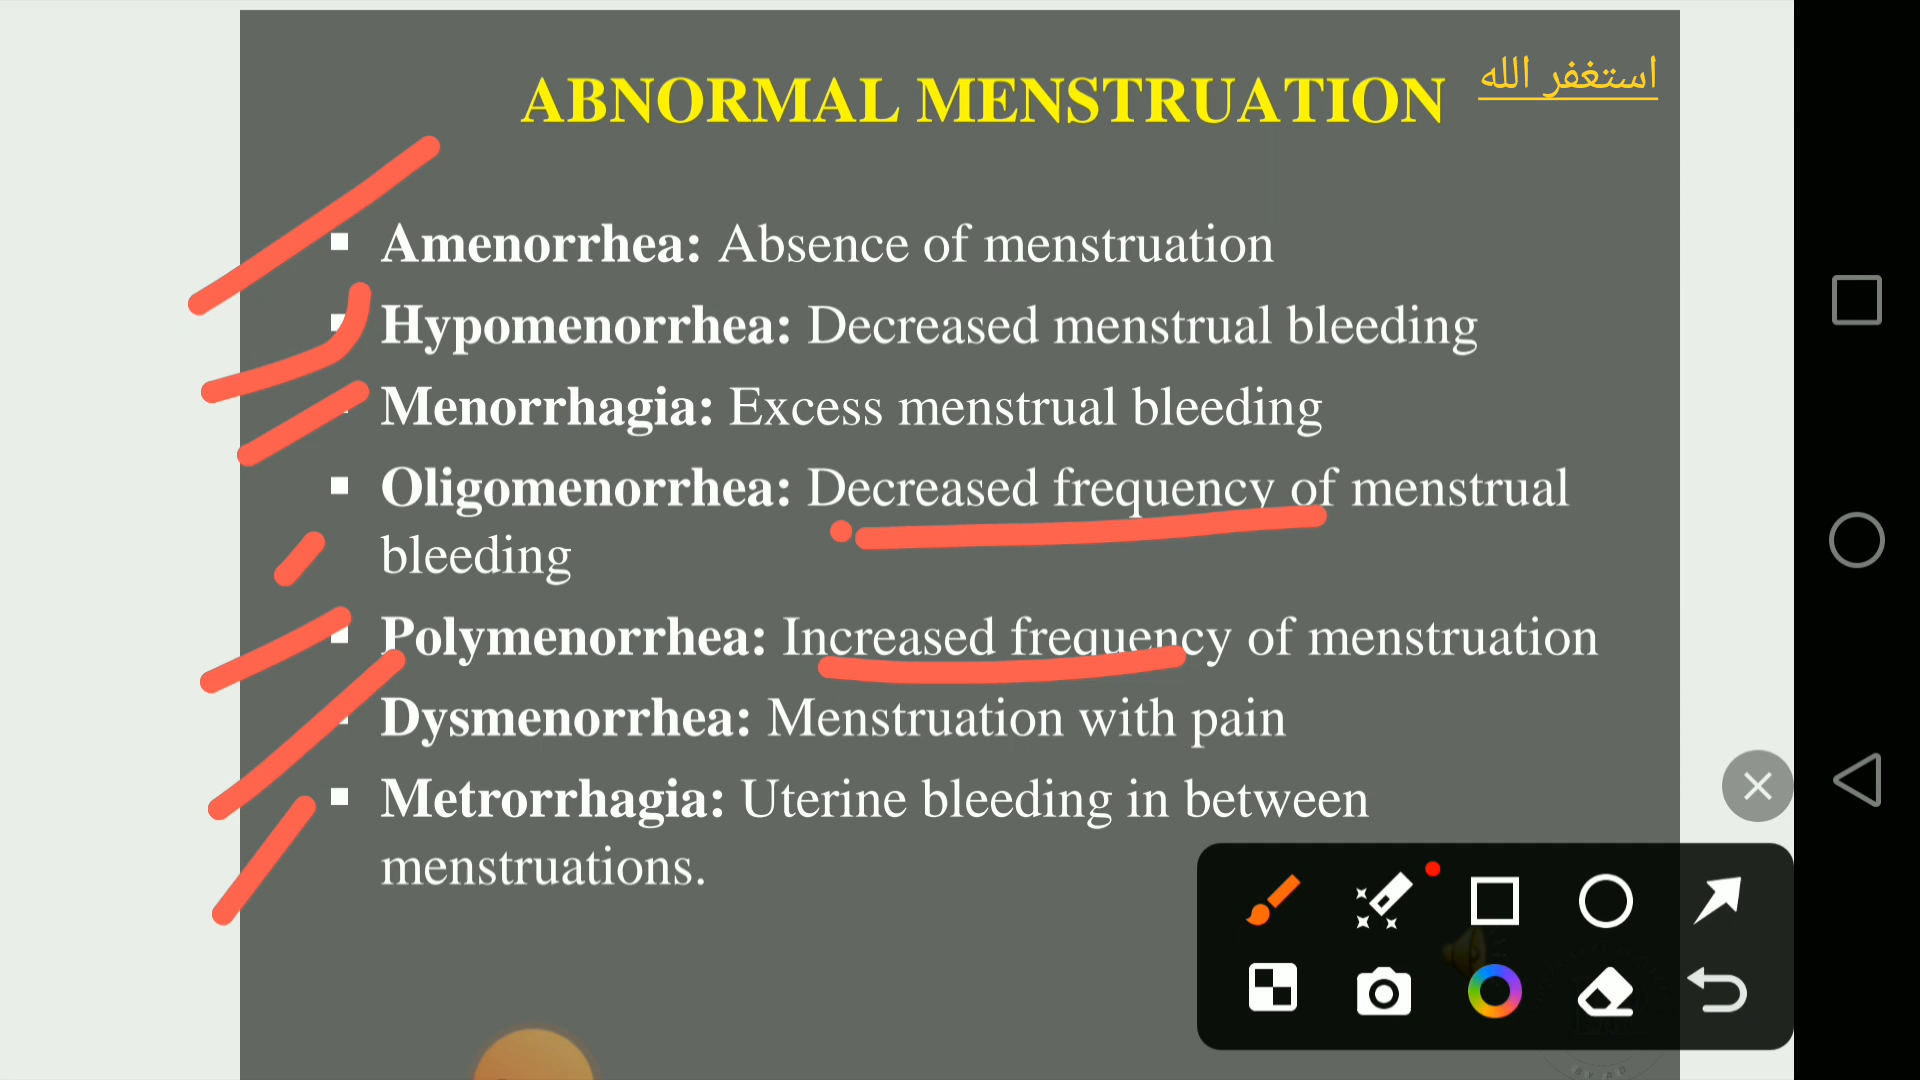 ABNORMAL MENSTRUATION
استغفر الله
Amenorrhea: Absence of menstruation
Hypomenorrhea: Decreased menstrual bleeding
Menorrhagia: Excess menstrual bleeding
Oligomenorrhea: Decreased frequency of menstrual
bleeding
Polymenorrhea: Increased frequency of menstruation
Dysmenorrhea: Menstruation with pain
Metrorrhagia: Uterine bleeding in between
menstruations.